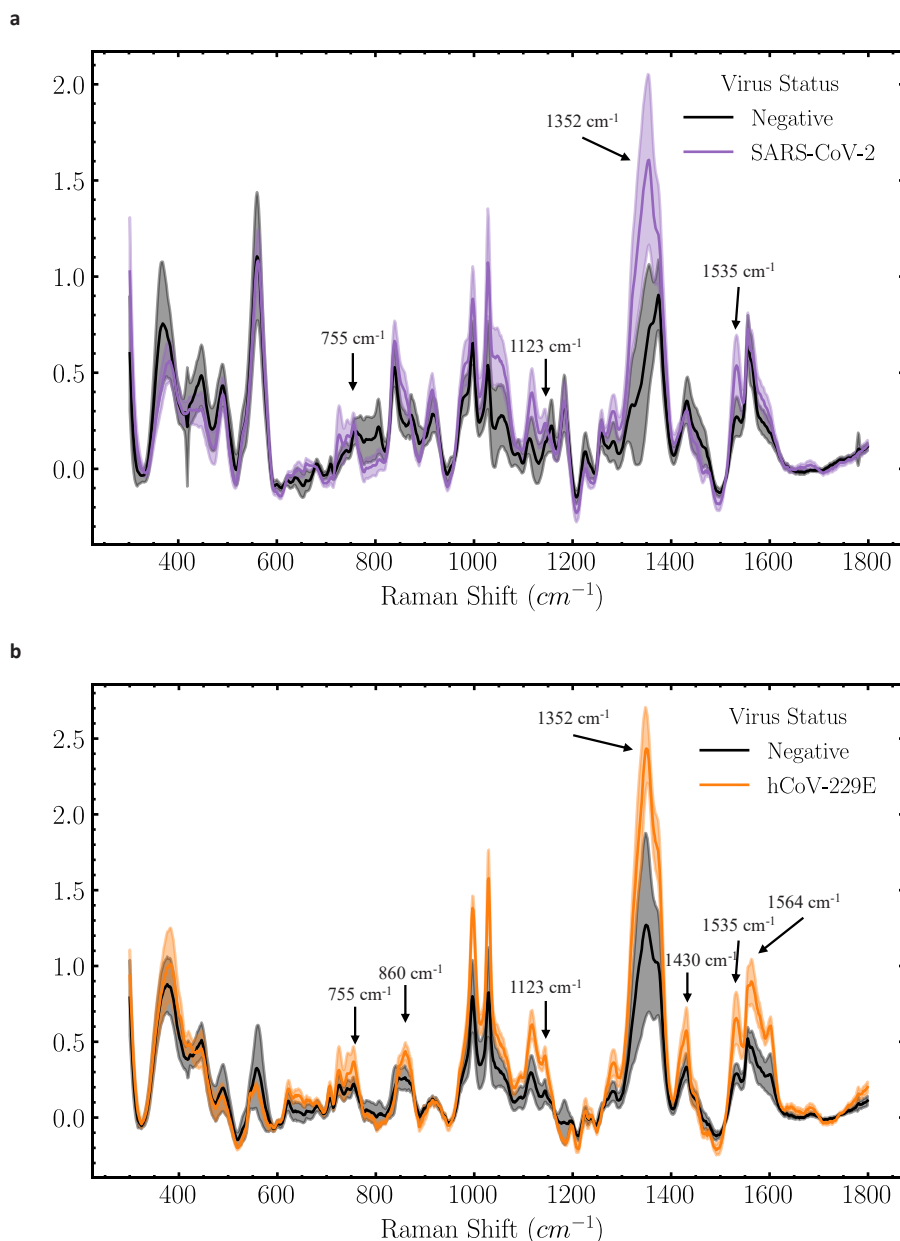 a
Virus Status
Negative
SARS-CoV-2
1352 cm⁻¹
1535 cm⁻¹
755 cm⁻¹
1123 cm⁻¹
2.0
1.5
1.0
0.5
0.0
400 600 800 1000 1200 1400 1600 1800
Raman Shift (cm⁻¹)
b
Virus Status
Negative
hCoV-229E
1352 cm⁻¹
1564 cm⁻¹
1535 cm⁻¹
1430 cm⁻¹
860 cm⁻¹
755 cm⁻¹
1123 cm⁻¹
2.5
2.0
1.5
1.0
0.5
0.0
400 600 800 1000 1200 1400 1600 1800
Raman Shift (cm⁻¹)